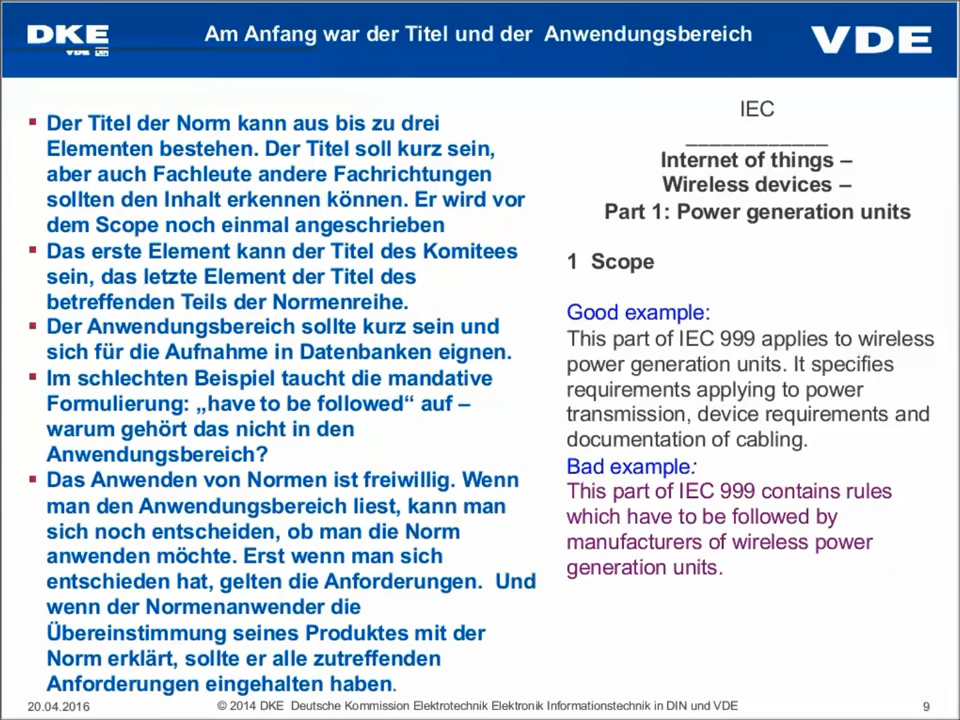 DKE
VDE DIN
Am Anfang war der Titel und der Anwendungsbereich
VDE
▪ Der Titel der Norm kann aus bis zu drei
Elementen bestehen. Der Titel soll kurz sein,
aber auch Fachleute andere Fachrichtungen
sollten den Inhalt erkennen können. Er wird vor
dem Scope noch einmal angeschrieben
▪ Das erste Element kann der Titel des Komitees
sein, das letzte Element der Titel des
betreffenden Teils der Normenreihe.
▪ Der Anwendungsbereich sollte kurz sein und
sich für die Aufnahme in Datenbanken eignen.
▪ Im schlechten Beispiel taucht die mandative
Formulierung: „have to be followed“ auf –
warum gehört das nicht in den
Anwendungsbereich?
▪ Das Anwenden von Normen ist freiwillig. Wenn
man den Anwendungsbereich liest, kann man
sich noch entscheiden, ob man die Norm
anwenden möchte. Erst wenn man sich
entschieden hat, gelten die Anforderungen. Und
wenn der Normenanwender die
Übereinstimmung seines Produktes mit der
Norm erklärt, sollte er alle zutreffenden
Anforderungen eingehalten haben.
IEC
____________
Internet of things –
Wireless devices –
Part 1: Power generation units
1 Scope
Good example:
This part of IEC 999 applies to wireless
power generation units. It specifies
requirements applying to power
transmission, device requirements and
documentation of cabling.
Bad example:
This part of IEC 999 contains rules
which have to be followed by
manufacturers of wireless power
generation units.
20.04.2016
© 2014 DKE Deutsche Kommission Elektrotechnik Elektronik Informationstechnik in DIN und VDE
9